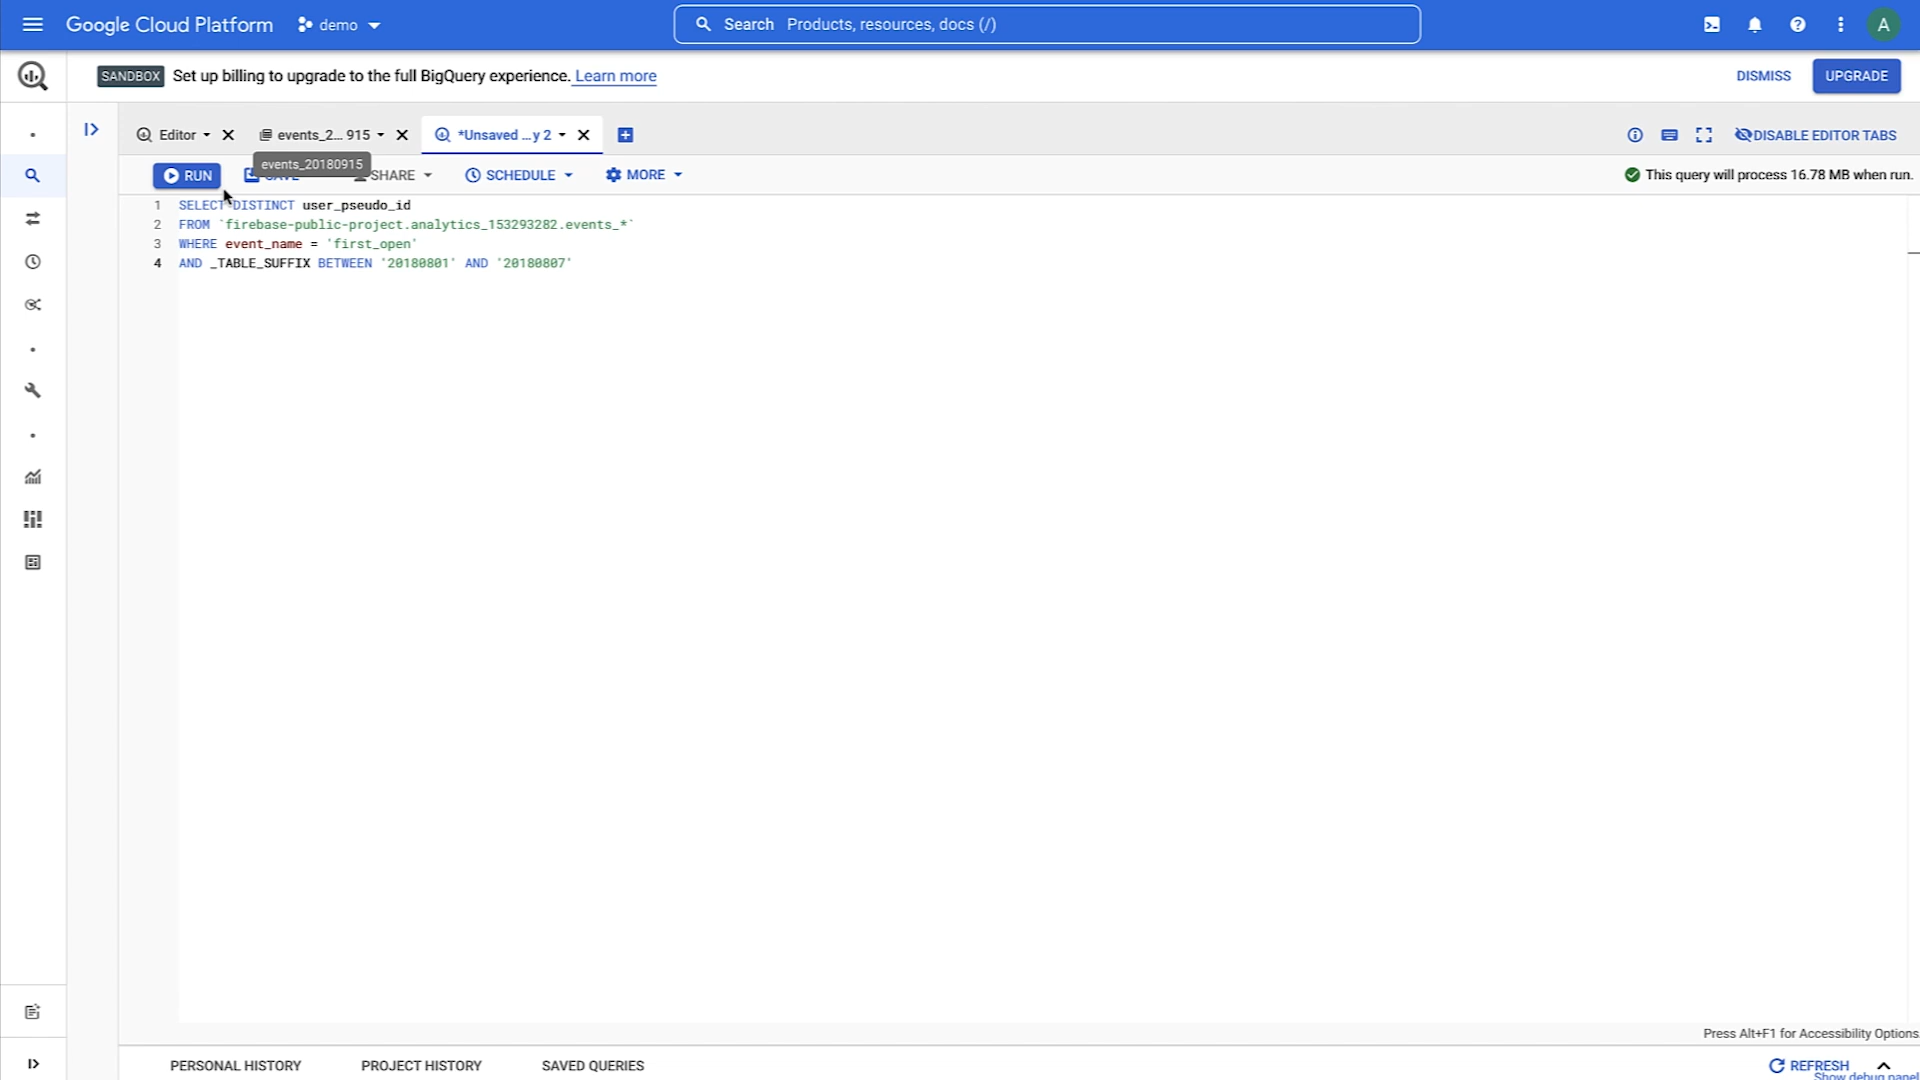 Google Cloud Platform demo Search Products, resources, docs (/) A
SANDBOX Set up billing to upgrade to the full BigQuery experience. Learn more DISMISS UPGRADE
Editor events_2... 915 *Unsaved ...y 2 DISABLE EDITOR TABS
events_20180915
RUN SAVE SHARE SCHEDULE MORE This query will process 16.78 MB when run.
1 SELECT DISTINCT user_pseudo_id
2 FROM `firebase-public-project.analytics_153293282.events_*`
3 WHERE event_name = 'first_open'
4 AND _TABLE_SUFFIX BETWEEN '20180801' AND '20180807'
Press Alt+F1 for Accessibility Options.
PERSONAL HISTORY PROJECT HISTORY SAVED QUERIES REFRESH
Show debug panel